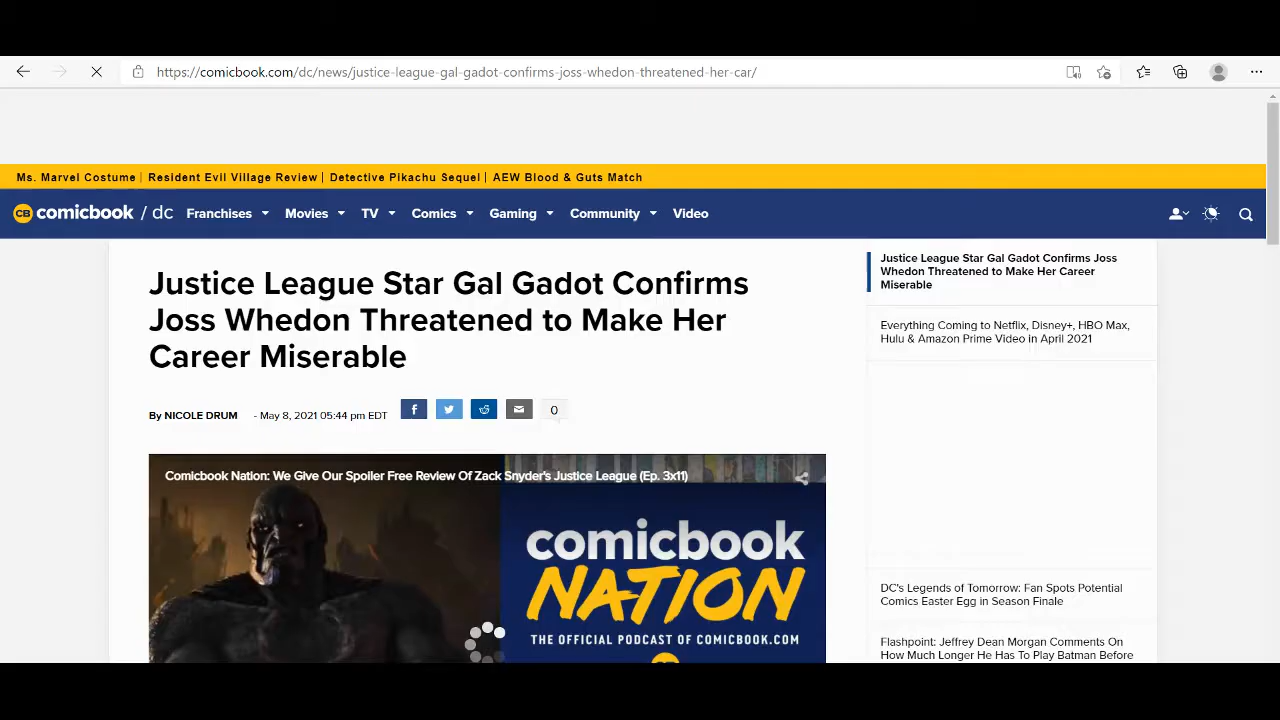 https://comicbook.com/dc/news/justice-league-gal-gadot-confirms-joss-whedon-threatened-her-car/
Ms. Marvel Costume | Resident Evil Village Review | Detective Pikachu Sequel | AEW Blood & Guts Match
CB comicbook / dc Franchises Movies TV Comics Gaming Community Video
Justice League Star Gal Gadot Confirms
Joss Whedon Threatened to Make Her
Career Miserable
By NICOLE DRUM - May 8, 2021 05:44 pm EDT
0
Comicbook Nation: We Give Our Spoiler Free Review Of Zack Snyder's Justice League (Ep. 3x11)
comicbook
NATION
THE OFFICIAL PODCAST OF COMICBOOK.COM
Justice League Star Gal Gadot Confirms Joss
Whedon Threatened to Make Her Career
Miserable
Everything Coming to Netflix, Disney+, HBO Max,
Hulu & Amazon Prime Video in April 2021
DC's Legends of Tomorrow: Fan Spots Potential
Comics Easter Egg in Season Finale
Flashpoint: Jeffrey Dean Morgan Comments On
How Much Longer He Has To Play Batman Before